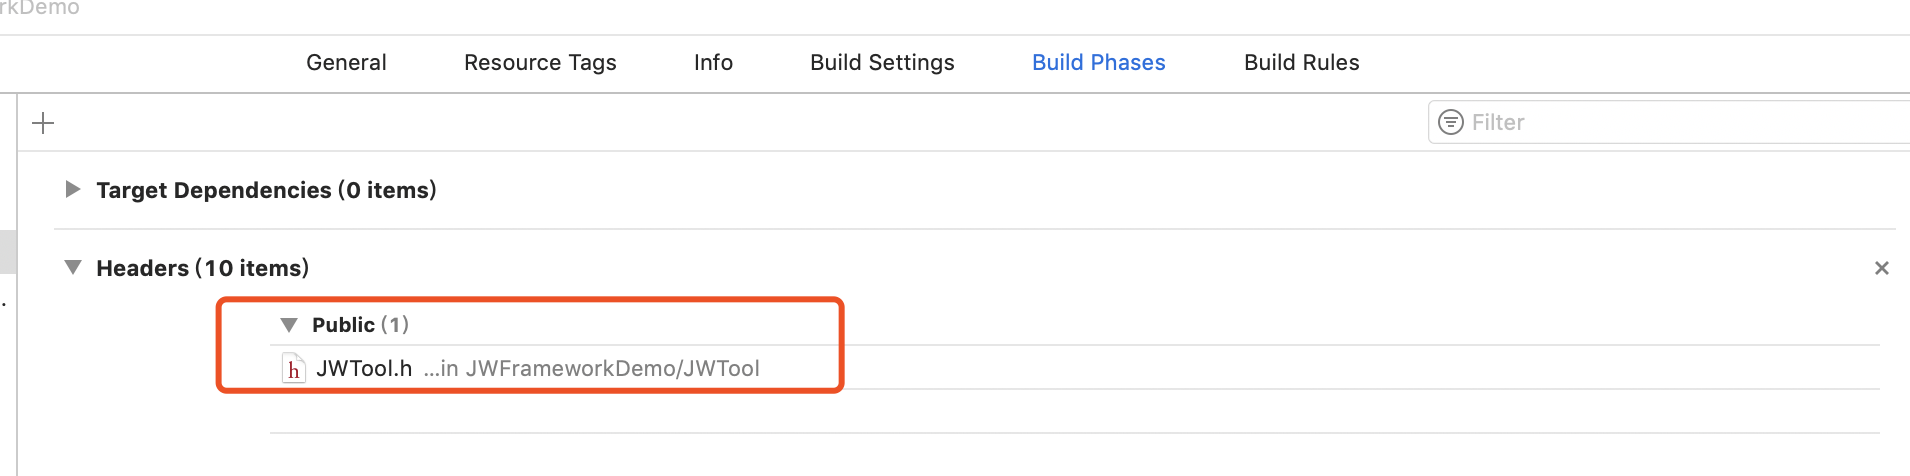 rkDemo
General Resource Tags Info Build Settings Build Phases Build Rules
Filter
Target Dependencies (0 items)
Headers (10 items)
Public (1)
h JWTool.h ...in JWFrameworkDemo/JWTool